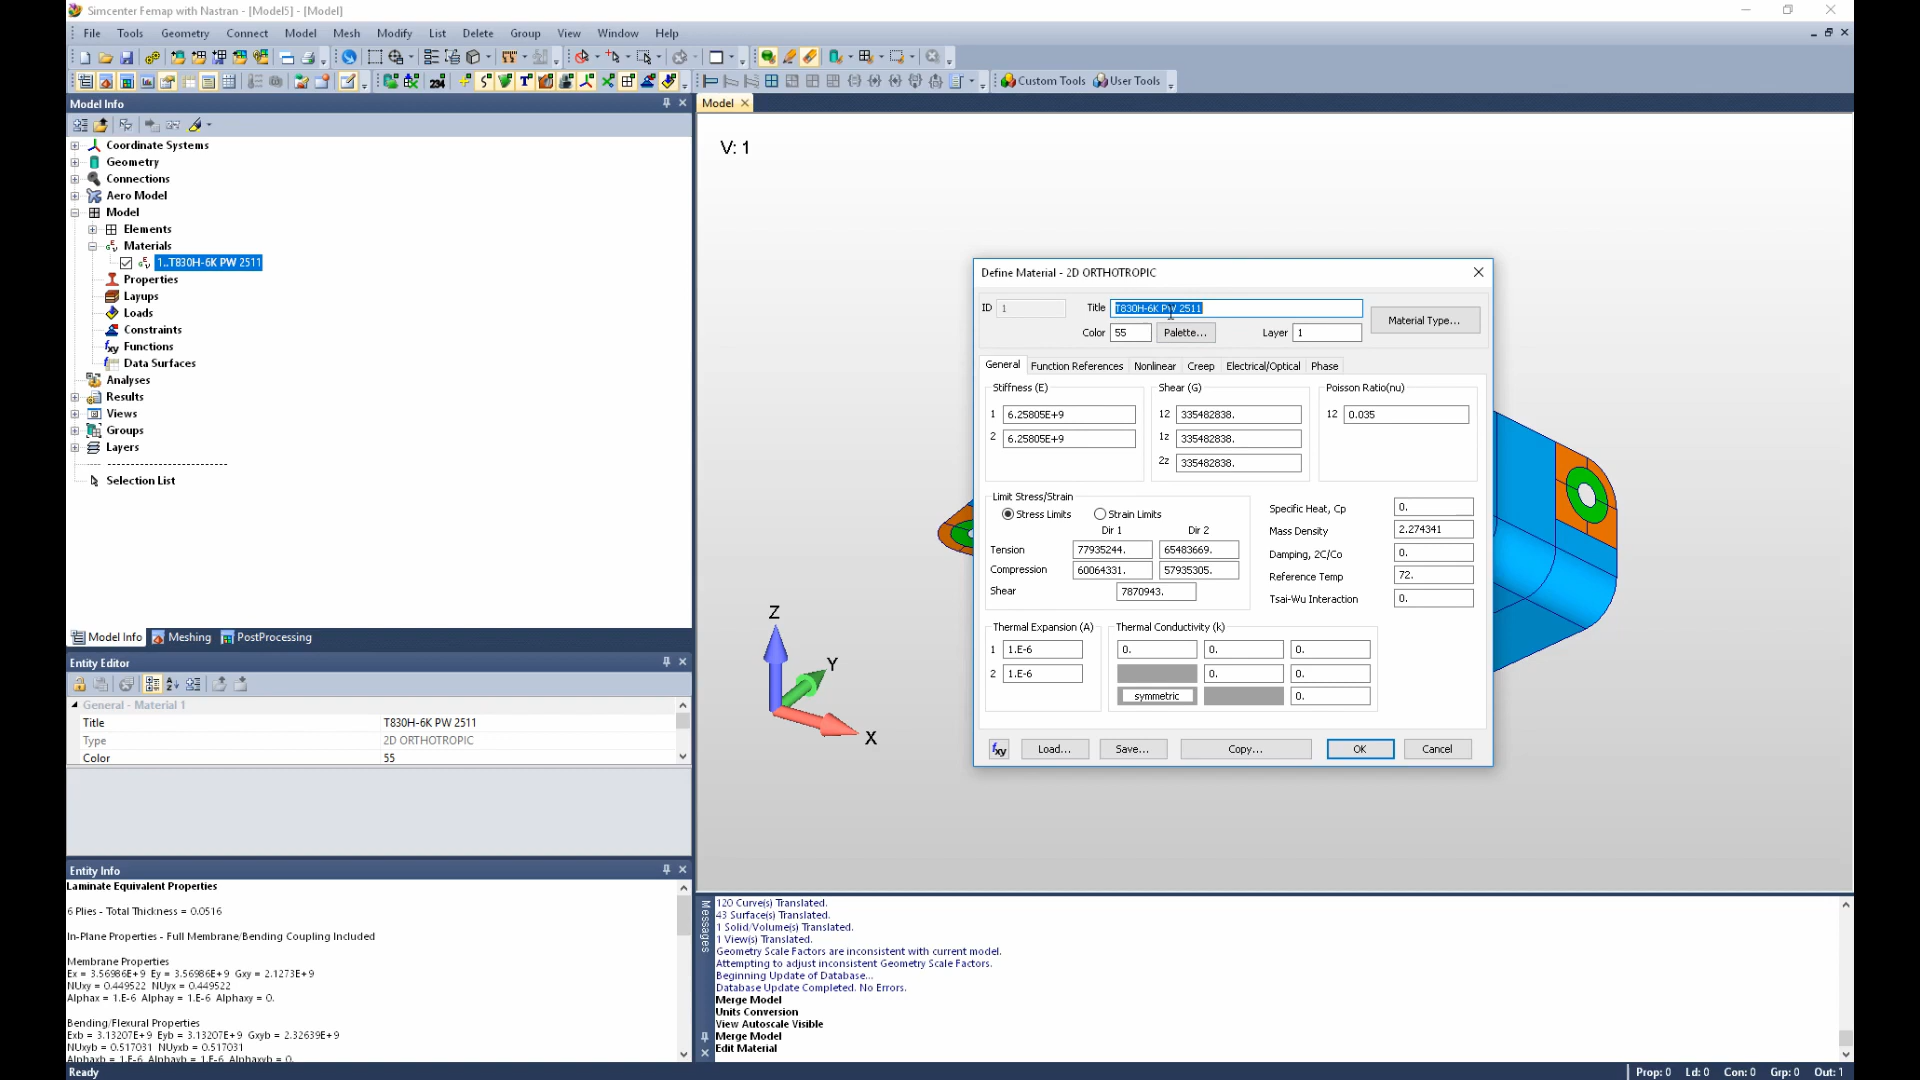 Simcenter Femap with Nastran - [Model5] - [Model]
File Tools Geometry Connect Model Mesh Modify List Delete Group View Window Help
234
Custom Tools User Tools
Model Info
Model
V: 1
Coordinate Systems
Geometry
Connections
Aero Model
Model
Elements
Materials
1..T830H-6K PW 2511
Properties
Layups
Loads
Constraints
Functions
Data Surfaces
Analyses
Results
Views
Groups
Layers
Selection List
Model Info Meshing PostProcessing
Entity Editor
General - Material 1
Title T830H-6K PW 2511
Type 2D ORTHOTROPIC
Color 55
Entity Info
Laminate Equivalent Properties
6 Plies - Total Thickness = 0.0516
In-Plane Properties - Full Membrane/Bending Coupling Included
Membrane Properties
Ex = 3.56986E+9 Ey = 3.56986E+9 Gxy = 2.1273E+9
NUxy = 0.449522 NUyx = 0.449522
Alphax = 1.E-6 Alphay = 1.E-6 Alphaxy = 0.
Bending/Flexural Properties
Exb = 3.13207E+9 Eyb = 3.13207E+9 Gxyb = 2.32639E+9
NUxyb = 0.517031 NUyxb = 0.517031
Alphaxb = 1.E-6 Alphayb = 1.E-6 Alphaxyb = 0.
Ready
Z
Y
X
Define Material - 2D ORTHOTROPIC
ID 1 Title T830H-6K PW 2511 Material Type...
Color 55 Palette... Layer 1
General Function References Nonlinear Creep Electrical/Optical Phase
Stiffness (E) Shear (G) Poisson Ratio(nu)
1 6.25805E+9 12 335482838. 12 0.035
2 6.25805E+9 1z 335482838.
2z 335482838.
Limit Stress/Strain
Stress Limits Strain Limits
Dir 1 Dir 2
Tension 77935244. 65483669.
Compression 60064331. 57935305.
Shear 7870943.
Specific Heat, Cp 0.
Mass Density 2.274341
Damping, 2C/Co 0.
Reference Temp 72.
Tsai-Wu Interaction 0.
Thermal Expansion (A) Thermal Conductivity (k)
1 1.E-6 0. 0. 0.
2 1.E-6 0. 0.
symmetric 0.
fxy Load... Save... Copy... OK Cancel
Messages
120 Curve(s) Translated.
43 Surface(s) Translated.
1 Solid/Volume(s) Translated.
1 View(s) Translated.
Geometry Scale Factors are inconsistent with current model.
Attempting to adjust inconsistent Geometry Scale Factors.
Beginning Update of Database...
Database Update Completed. No Errors.
Merge Model
Units Conversion
View Autoscale Visible
Merge Model
Edit Material
Prop: 0 Ld: 0 Con: 0 Grp: 0 Out: 1